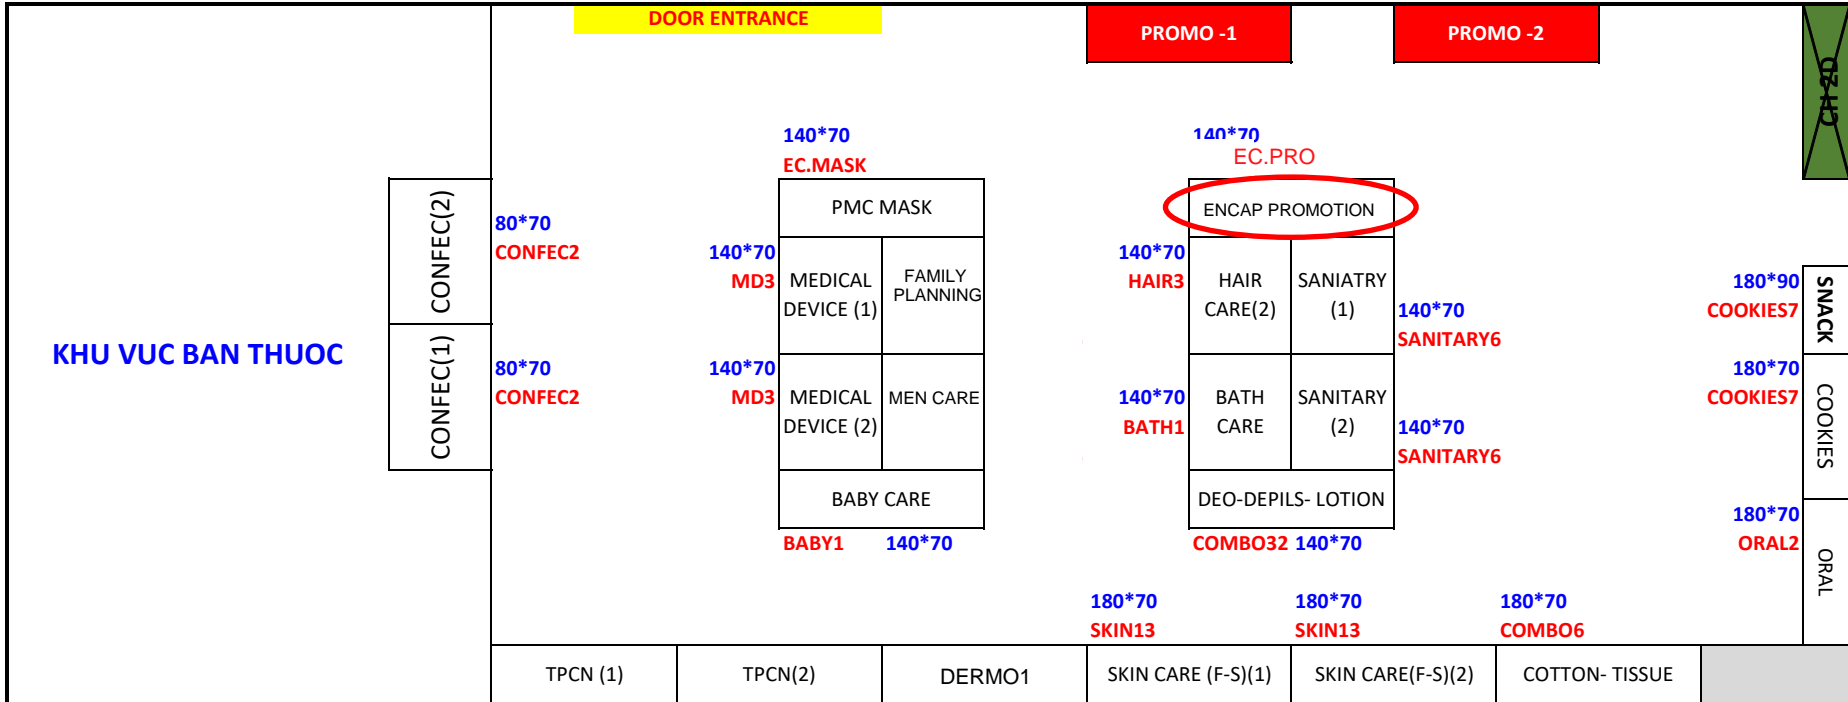 DOOR ENTRANCE
PROMO -1
PROMO -2
CH 2D
140*70
EC.MASK
140*70
EC.PRO
PMC MASK
ENCAP PROMOTION
CONFEC(2)
80*70
CONFEC2
140*70
MD3
MEDICAL
DEVICE (1)
FAMILY
PLANNING
140*70
HAIR3
HAIR
CARE(2)
SANIATRY
(1)
140*70
SANITARY6
180*90
COOKIES7
SNACK
KHU VUC BAN THUOC
CONFEC(1)
80*70
CONFEC2
140*70
MD3
MEDICAL
DEVICE (2)
MEN CARE
140*70
BATH1
BATH
CARE
SANITARY
(2)
140*70
SANITARY6
180*70
COOKIES7
COOKIES
BABY CARE
DEO-DEPILS- LOTION
BABY1 140*70
COMBO32 140*70
180*70
ORAL2
ORAL
180*70
SKIN13
180*70
SKIN13
180*70
COMBO6
TPCN (1)
TPCN(2)
DERMO1
SKIN CARE (F-S)(1)
SKIN CARE(F-S)(2)
COTTON- TISSUE